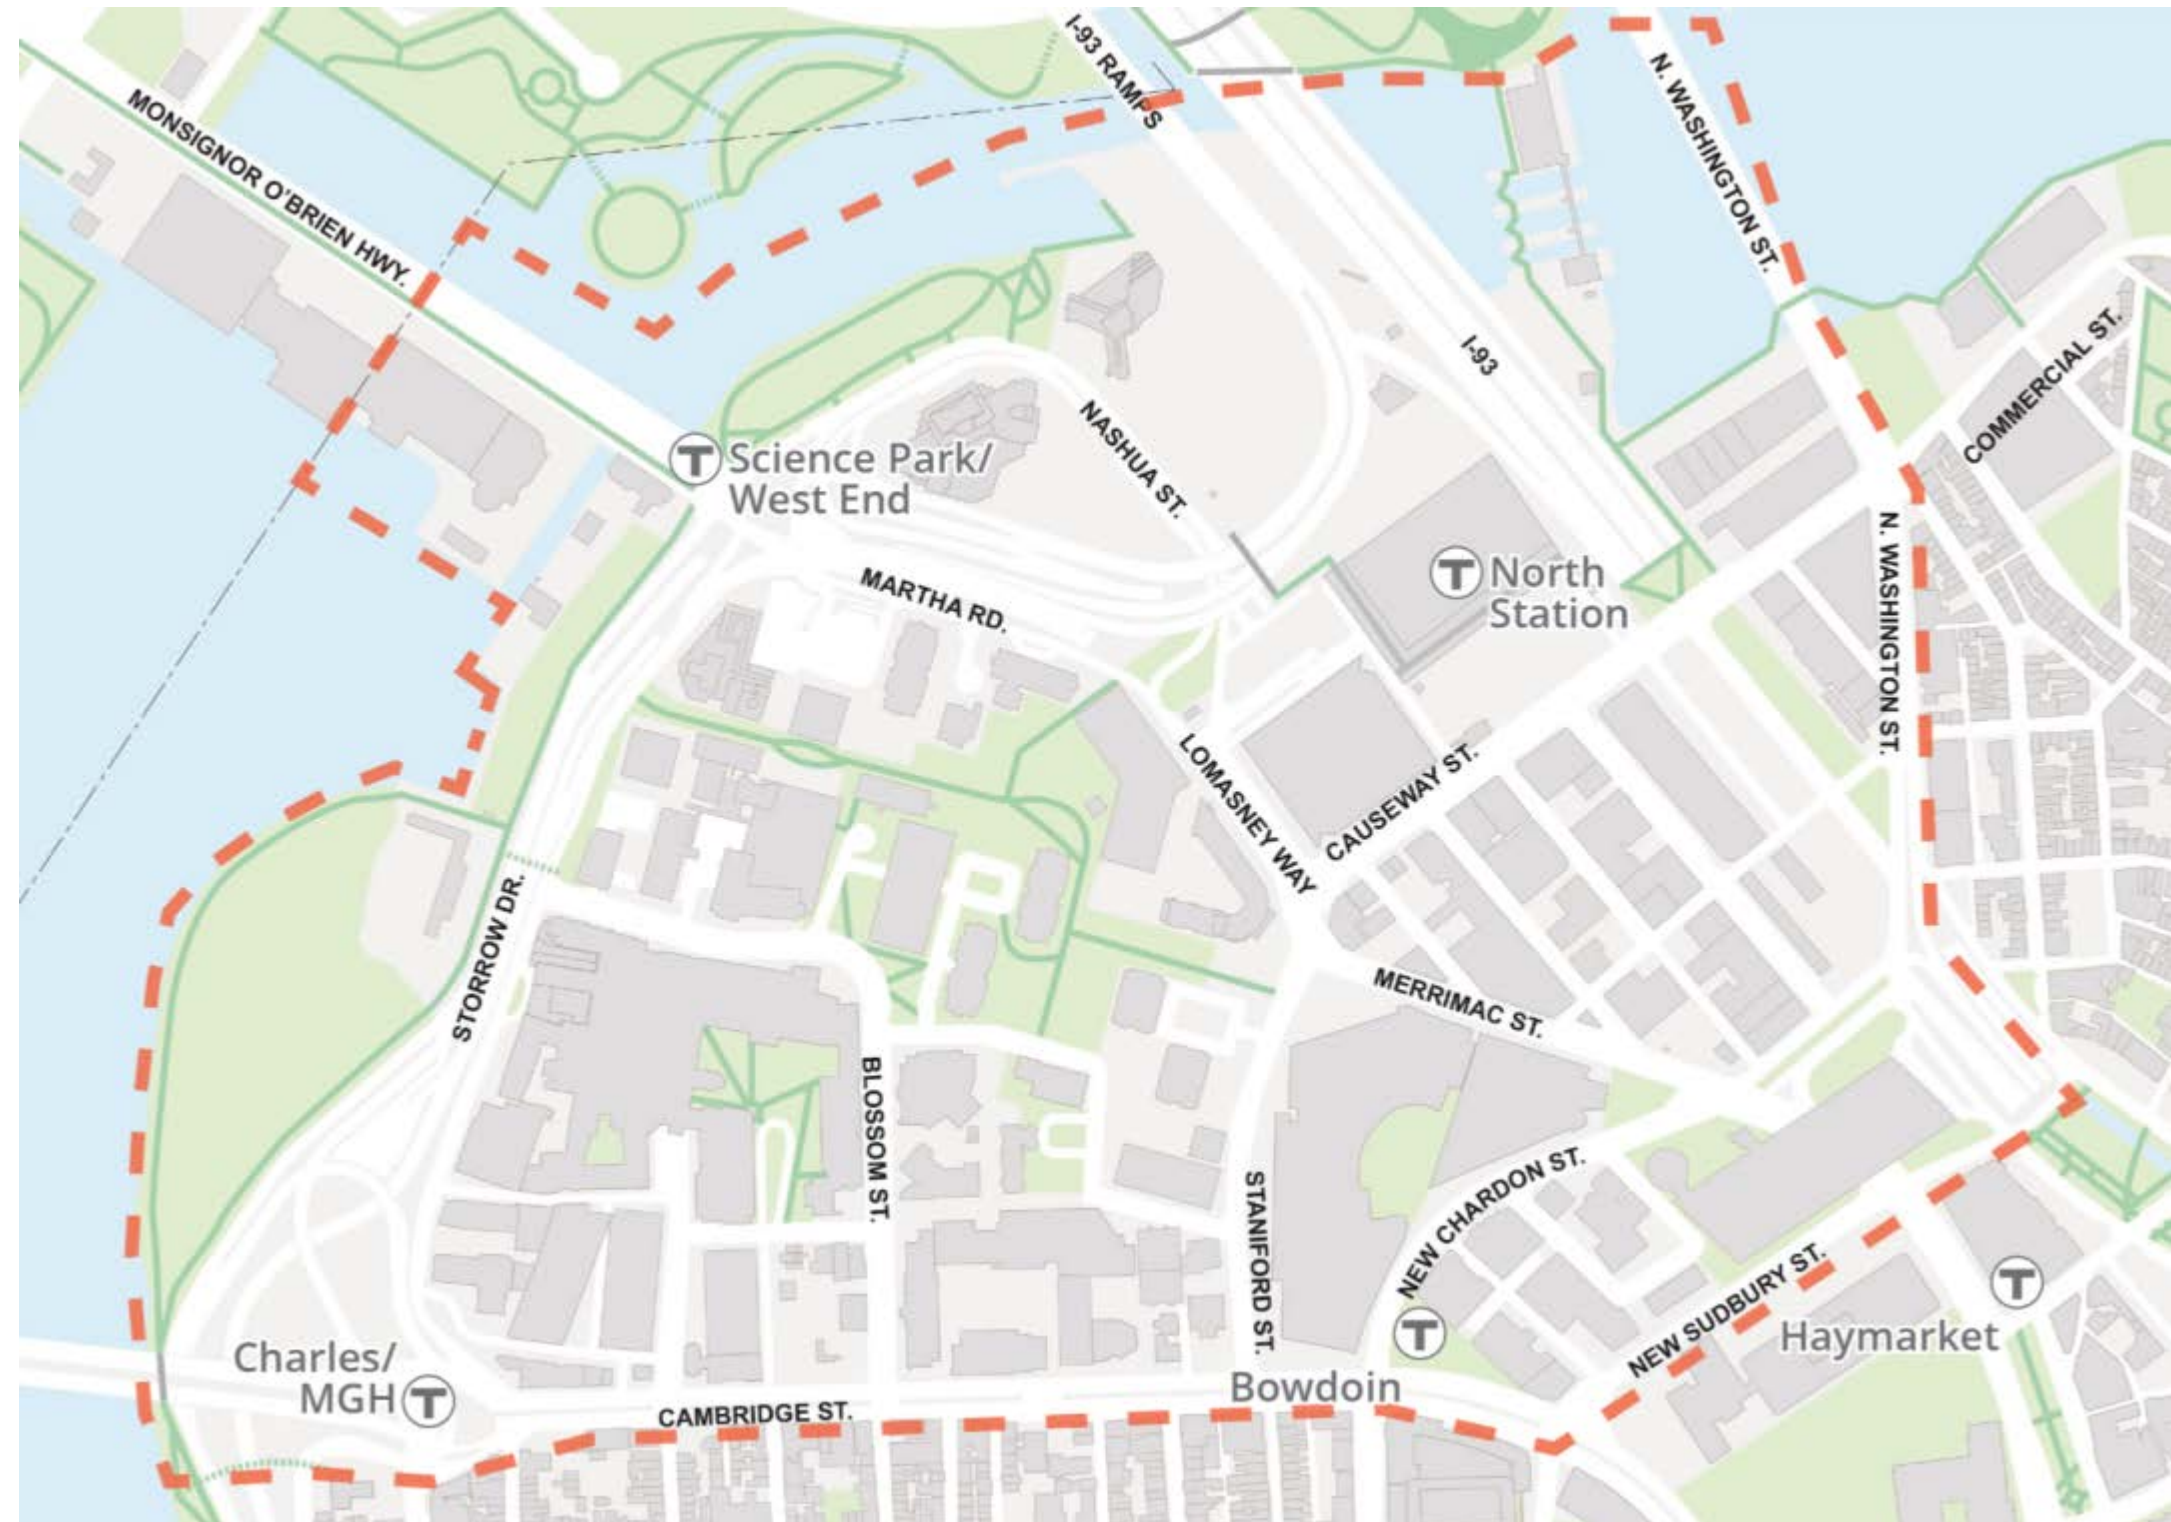 I-93 RAMPS
N. WASHINGTON ST.
MONSIGNOR O'BRIEN HWY.
I-93
COMMERCIAL ST.
NASHUA ST.
T
Science Park/
West End
N. WASHINGTON ST.
T
North
Station
MARTHA RD.
LOMASNEY WAY
CAUSEWAY ST.
STORROW DR.
MERRIMAC ST.
BLOSSOM ST.
STANIFORD ST.
NEW CHARDON ST.
NEW SUDBURY ST.
T
Haymarket
T
Bowdoin
Charles/
MGH
T
CAMBRIDGE ST.